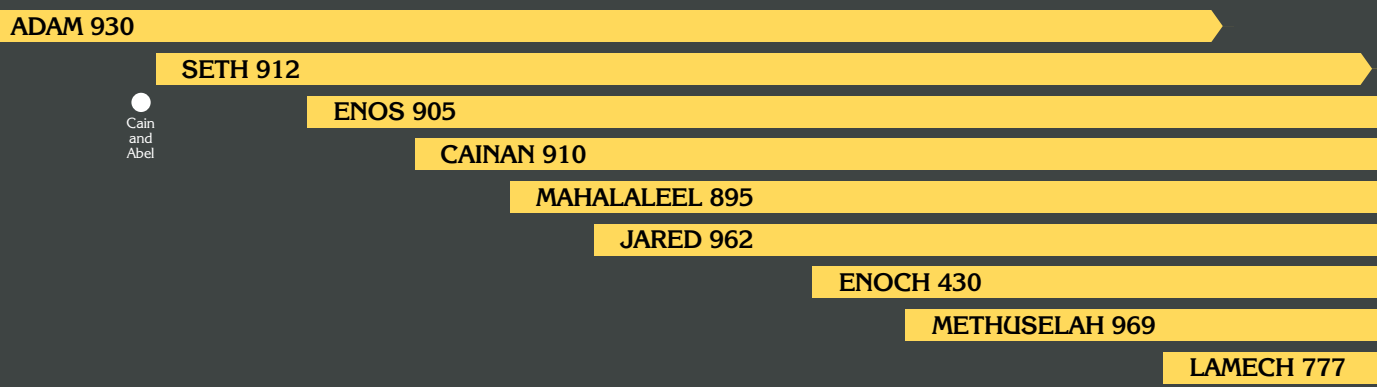 ADAM 930
SETH 912
ENOS 905
Cain
and
Abel
CAINAN 910
MAHALALEEL 895
JARED 962
ENOCH 430
METHUSELAH 969
LAMECH 777